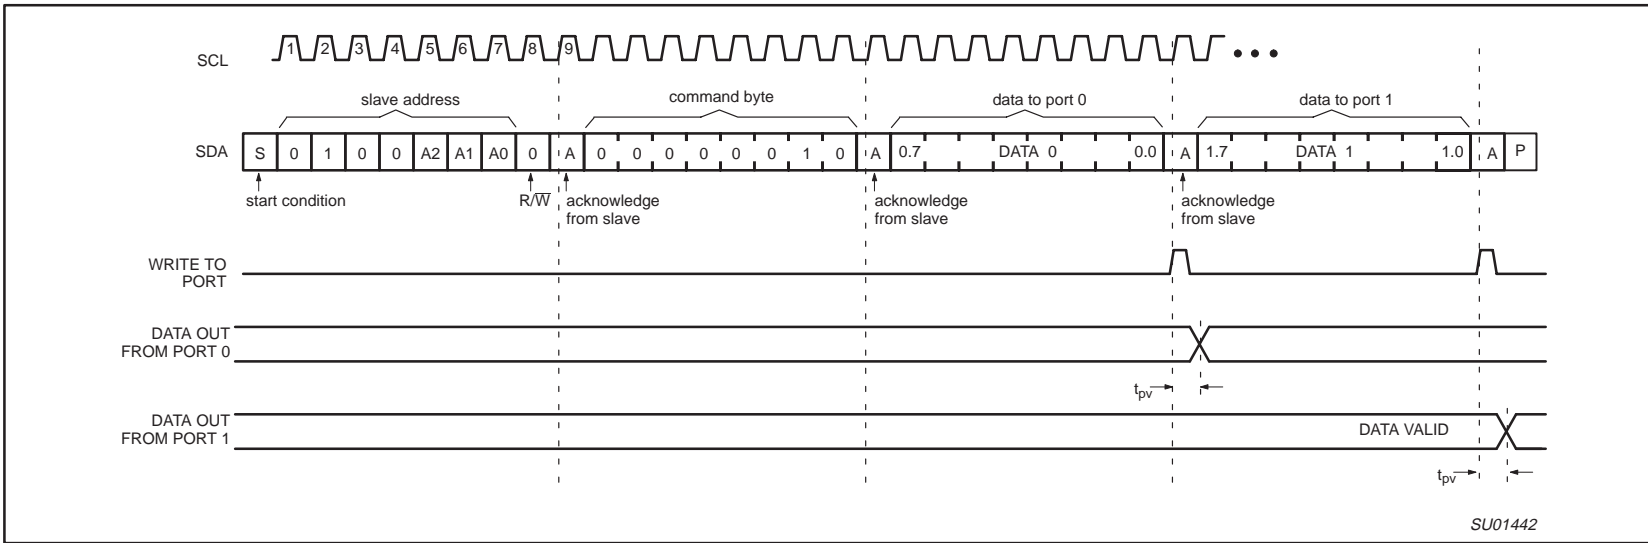 SCL 1 2 3 4 5 6 7 8 9
slave address command byte data to port 0 data to port 1
SDA S 0 1 0 0 A2 A1 A0 0 A 0 0 0 0 0 0 1 0 A 0.7 DATA 0 0.0 A 1.7 DATA 1 1.0 A P
start condition R/W̅ acknowledge from slave acknowledge from slave acknowledge from slave
WRITE TO
PORT
DATA OUT
FROM PORT 0
tpv
DATA OUT
FROM PORT 1
DATA VALID
tpv
SU01442